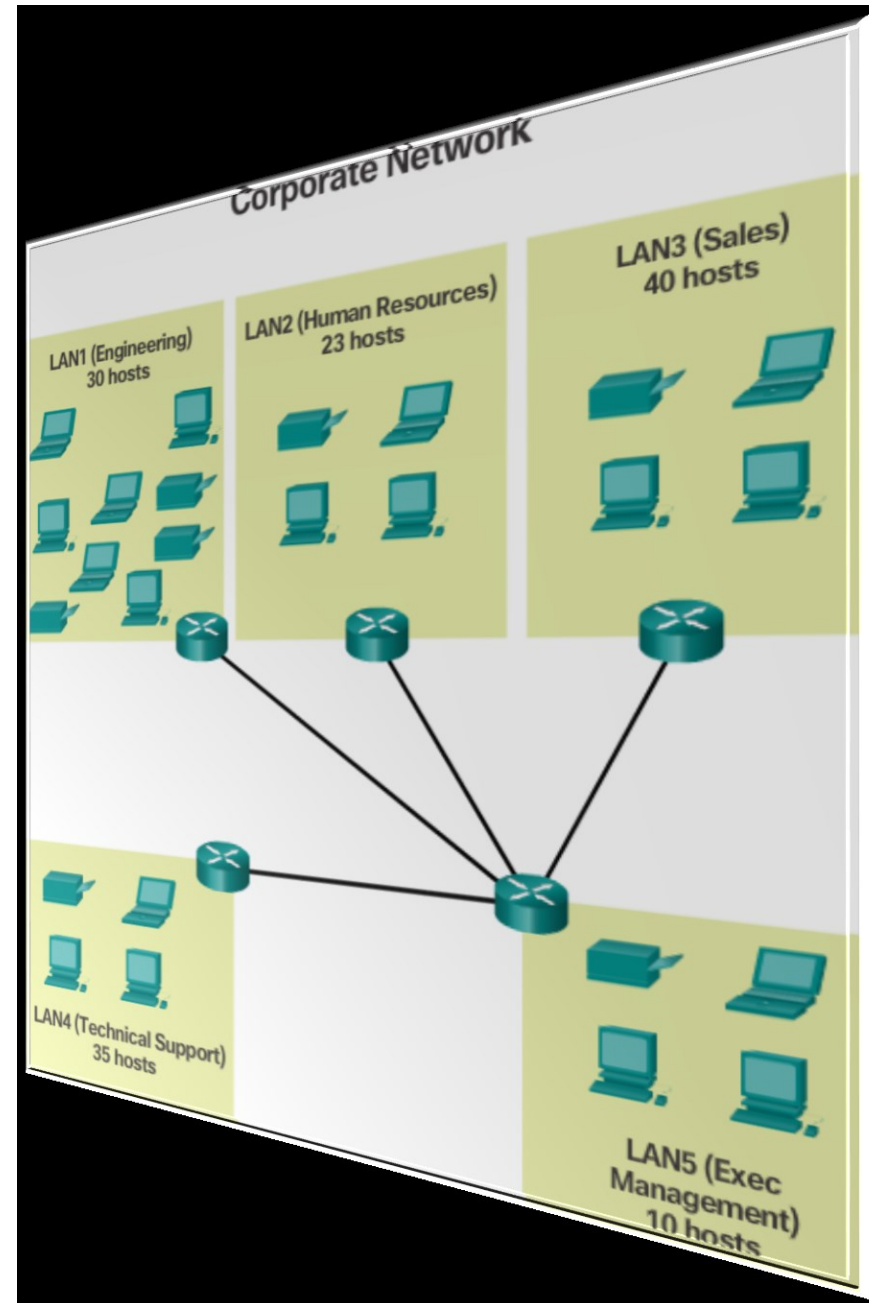 Corporate Network
LAN1 (Engineering)
30 hosts
LAN2 (Human Resources)
23 hosts
LAN3 (Sales)
40 hosts
LAN4 (Technical Support)
35 hosts
LAN5 (Exec
Management)
10 hosts